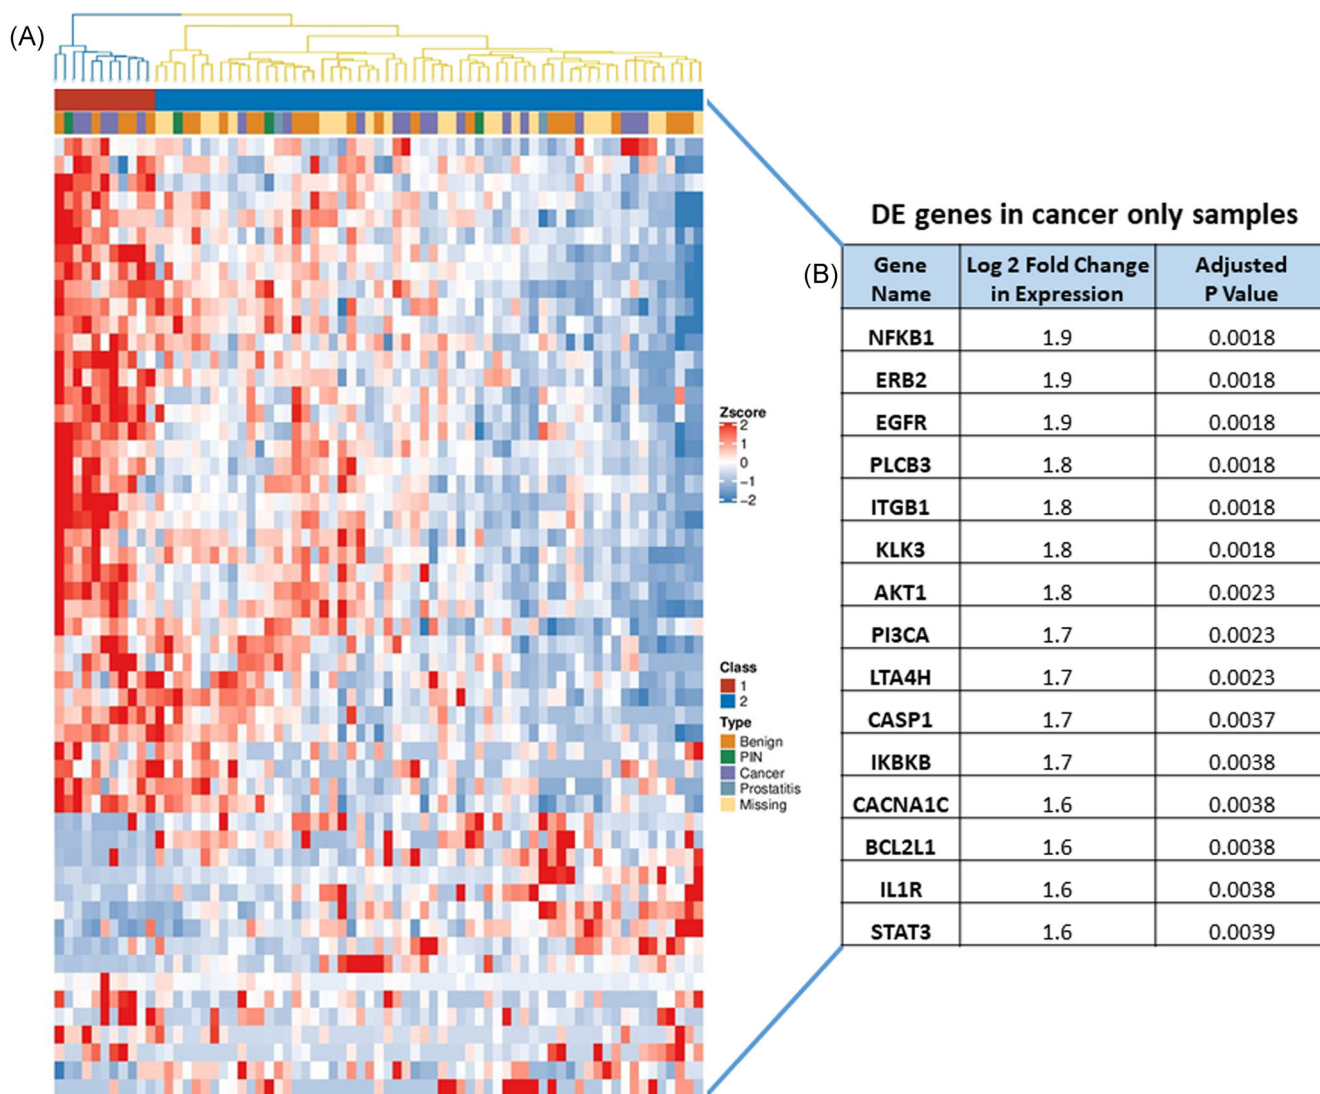 (A)
Zscore
2
1
0
−1
−2
Class
1
2
Type
Benign
PIN
Cancer
Prostatitis
Missing
DE genes in cancer only samples
(B)
Gene Name Log 2 Fold Change in Expression Adjusted P Value
NFKB1 1.9 0.0018
ERB2 1.9 0.0018
EGFR 1.9 0.0018
PLCB3 1.8 0.0018
ITGB1 1.8 0.0018
KLK3 1.8 0.0018
AKT1 1.8 0.0023
PI3CA 1.7 0.0023
LTA4H 1.7 0.0023
CASP1 1.7 0.0037
IKBKB 1.7 0.0038
CACNA1C 1.6 0.0038
BCL2L1 1.6 0.0038
IL1R 1.6 0.0038
STAT3 1.6 0.0039